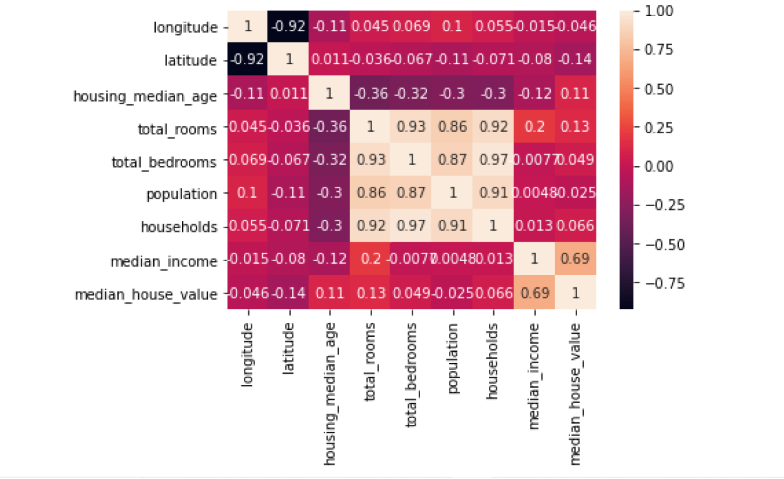 longitude 1 -0.92 -0.11 0.045 0.069 0.1 0.055 -0.015 -0.046
latitude -0.92 1 0.011 -0.036 -0.067 -0.11 -0.071 -0.08 -0.14
housing_median_age -0.11 0.011 1 -0.36 -0.32 -0.3 -0.3 -0.12 0.11
total_rooms 0.045 -0.036 -0.36 1 0.93 0.86 0.92 0.2 0.13
total_bedrooms 0.069 -0.067 -0.32 0.93 1 0.87 0.97 -0.0077 0.049
population 0.1 -0.11 -0.3 0.86 0.87 1 0.91 0.0048 -0.025
households 0.055 -0.071 -0.3 0.92 0.97 0.91 1 0.013 0.066
median_income -0.015 -0.08 -0.12 0.2 -0.0077 0.0048 0.013 1 0.69
median_house_value -0.046 -0.14 0.11 0.13 0.049 -0.025 0.066 0.69 1
longitude
latitude
housing_median_age
total_rooms
total_bedrooms
population
households
median_income
median_house_value
1.00
0.75
0.50
0.25
0.00
−0.25
−0.50
−0.75